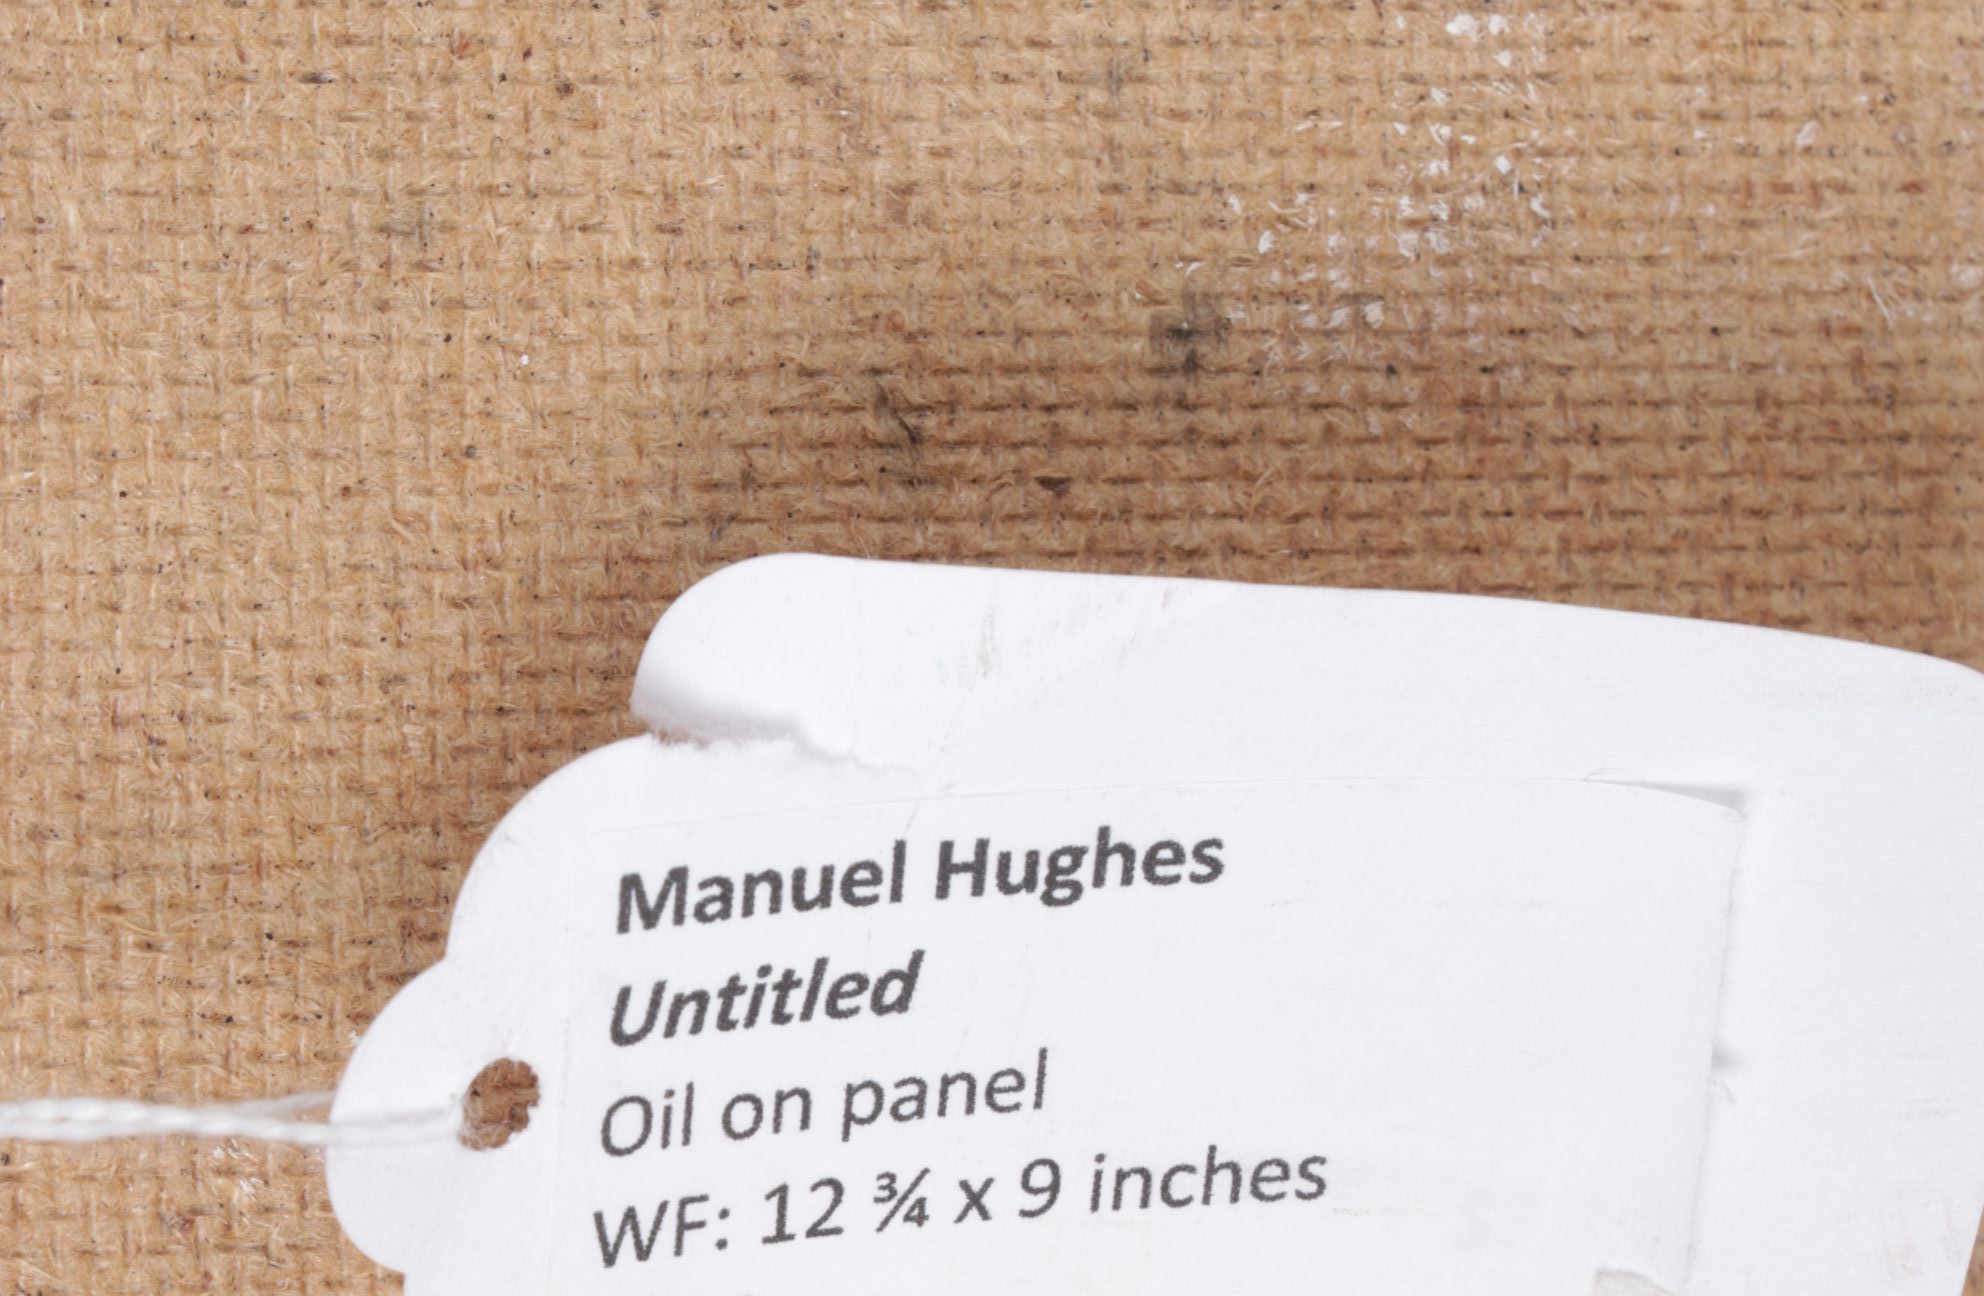 Manuel Hughes
Untitled
Oil on panel
WF: 12 ¾ x 9 inches